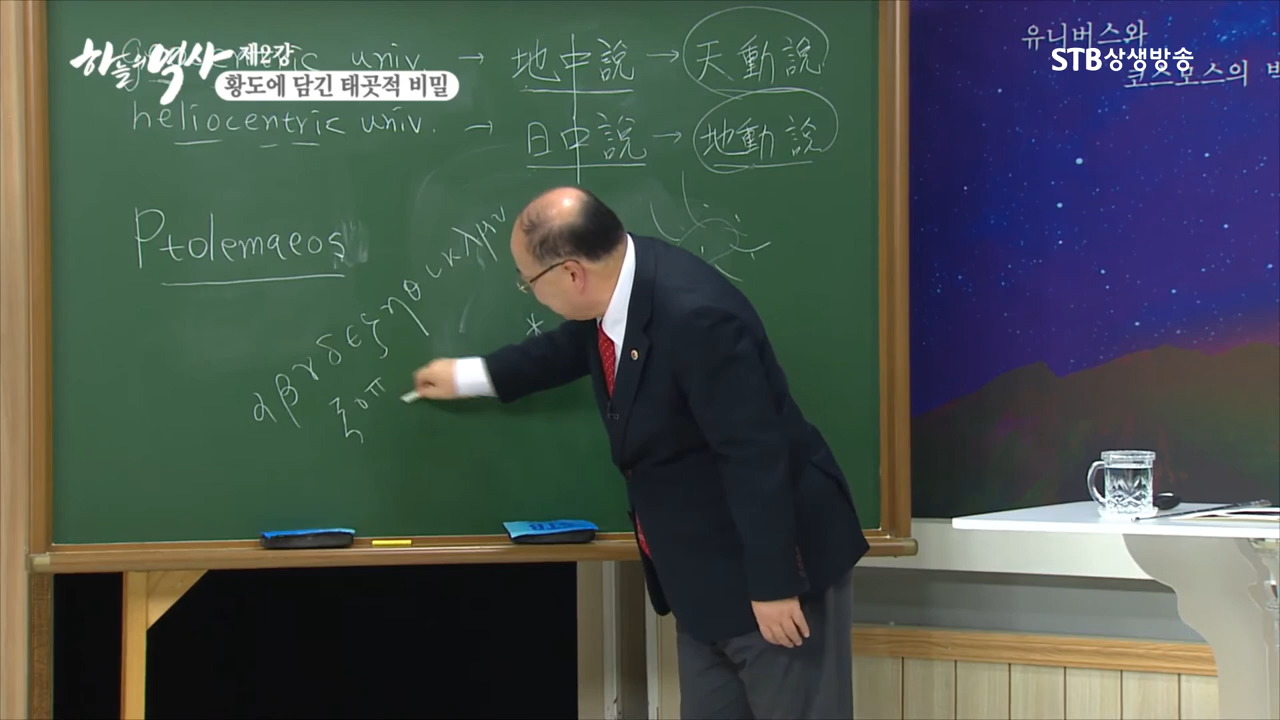 하늘의 역사 제2강
황도에 담긴 태곳적 비밀
univ. → 地中說 → 天動說
heliocentric univ. → 日中說 → 地動說
Ptolemaeos
α β γ δ ε ζ η θ ι κ λ μ ν
ξ ο π
*
유니버스와
STB상생방송
코스모스의
STB